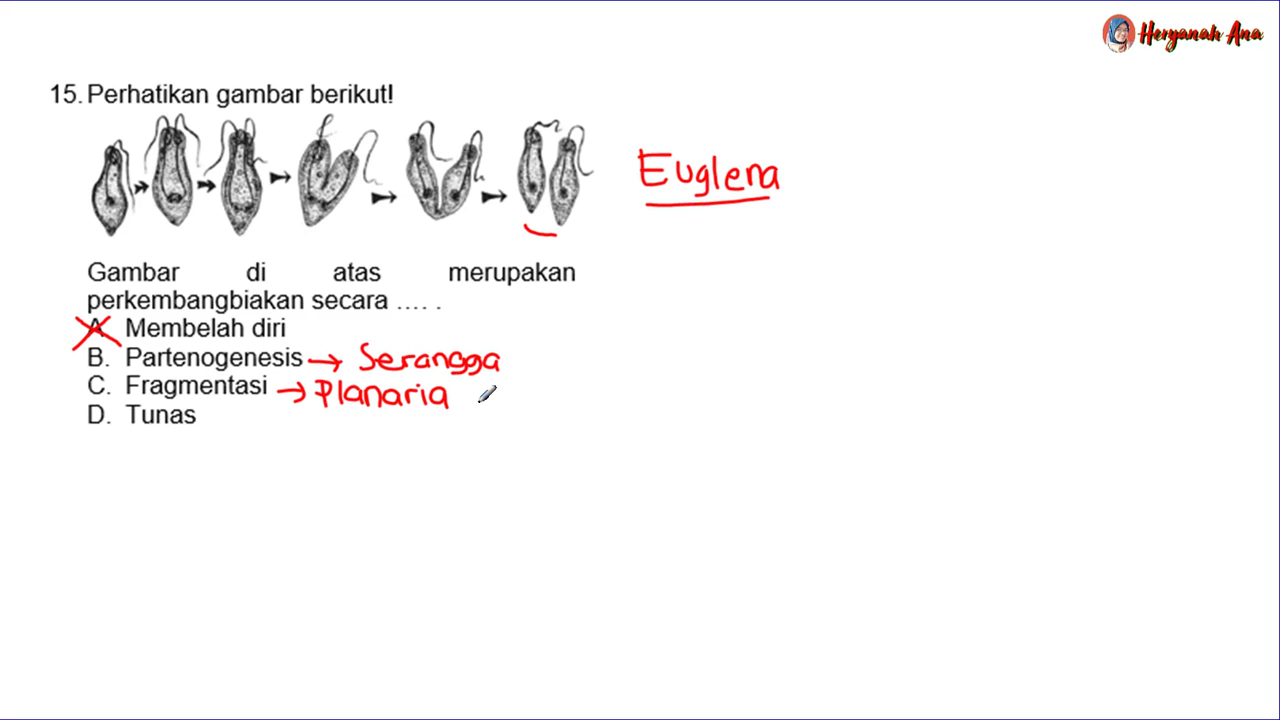 Heryanah Ana
15. Perhatikan gambar berikut!
Euglena
Gambar di atas merupakan
perkembangbiakan secara .... .
A. Membelah diri
B. Partenogenesis → Serangga
C. Fragmentasi → Planaria
D. Tunas